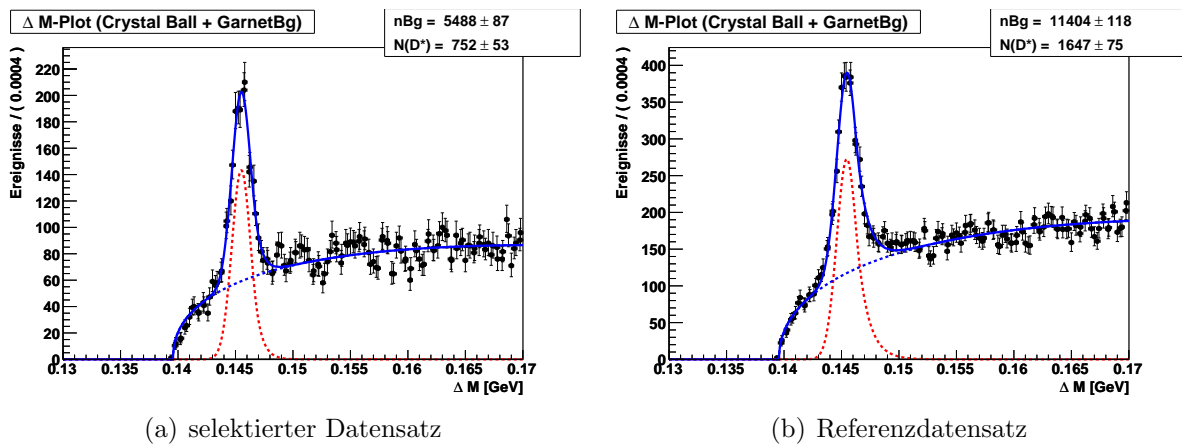 Δ M-Plot (Crystal Ball + GarnetBg)
nBg = 5488 ± 87
N(D*) = 752 ± 53
Ereignisse / ( 0.0004 )
220
200
180
160
140
120
100
80
60
40
20
0
0.13 0.135 0.14 0.145 0.15 0.155 0.16 0.165 0.17
Δ M [GeV]
(a) selektierter Datensatz
Δ M-Plot (Crystal Ball + GarnetBg)
nBg = 11404 ± 118
N(D*) = 1647 ± 75
Ereignisse / ( 0.0004 )
400
350
300
250
200
150
100
50
0
0.13 0.135 0.14 0.145 0.15 0.155 0.16 0.165 0.17
Δ M [GeV]
(b) Referenzdatensatz